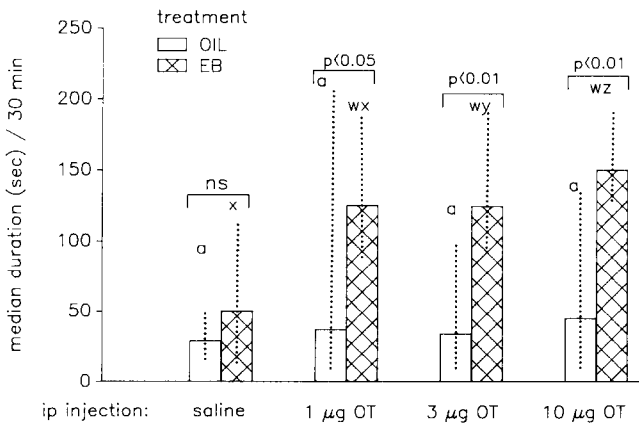 treatment
OIL
EB
median duration (sec) / 30 min
250
200
150
100
50
0
ns
a
x
p<0.05
a
wx
p<0.01
a
wy
p<0.01
a
wz
ip injection: saline 1 µg OT 3 µg OT 10 µg OT